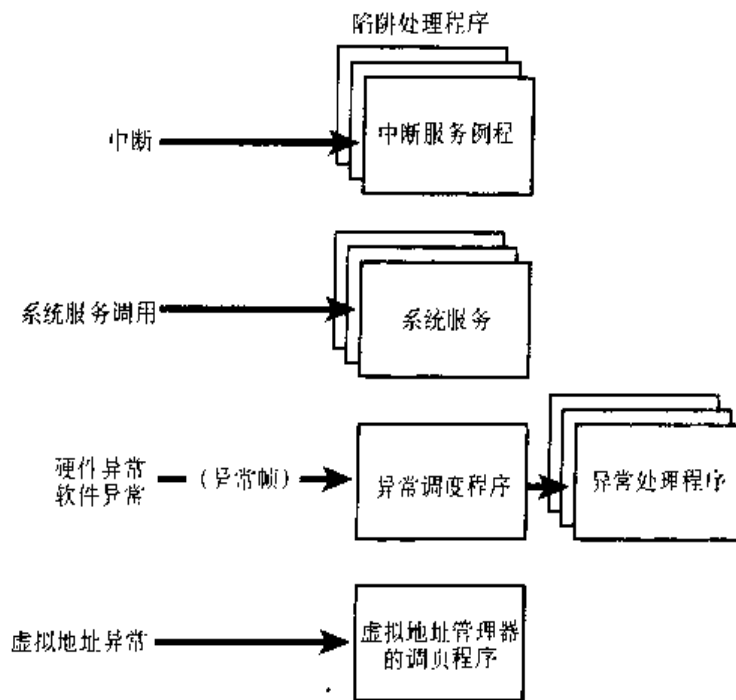 陷阱处理程序
中断
中断服务例程
系统服务调用
系统服务
硬件异常
软件异常
(异常帧)
异常调度程序
异常处理程序
虚拟地址异常
虚拟地址管理器
的调页程序